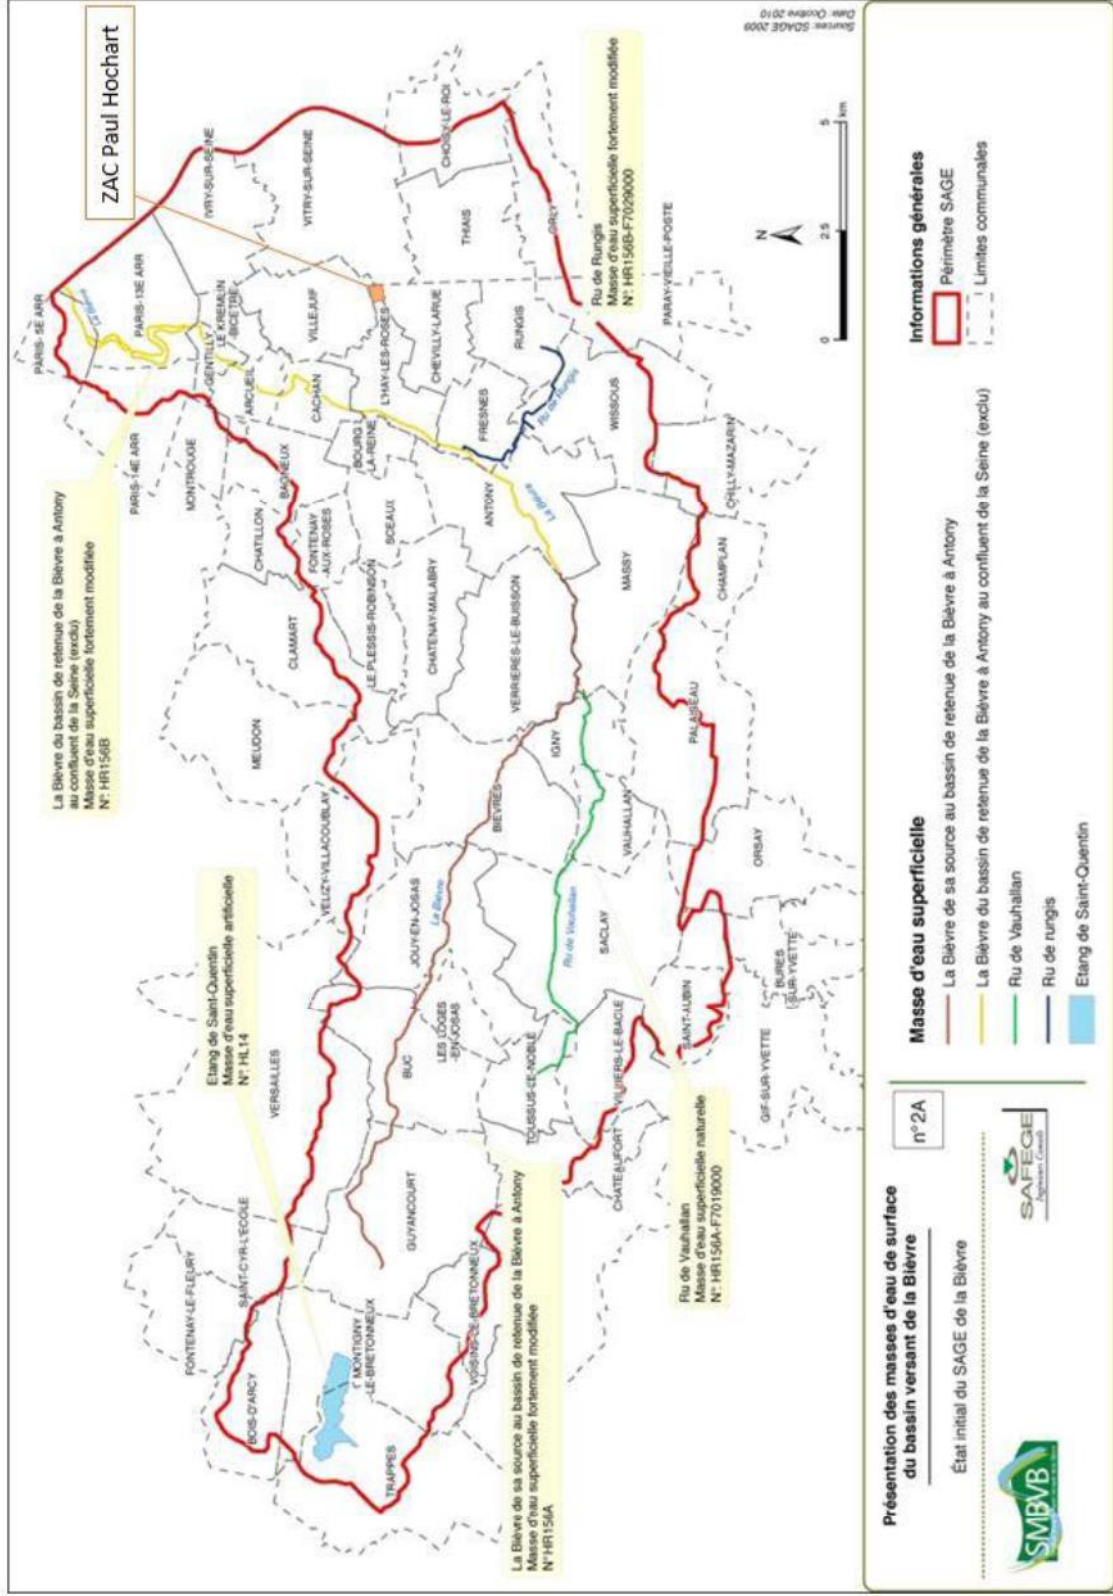 ZAC Paul Hochart
Sources: SDAGE 2009
Date: Octobre 2010
La Bièvre du bassin de retenue de la Bièvre à Antony
au confluent de la Seine (exclu)
Masse d'eau superficielle fortement modifiée
N°: HR156B
Etang de Saint-Quentin
Masse d'eau superficielle artificielle
N°: HL14
La Bièvre de sa source au bassin de retenue de la Bièvre à Antony
Masse d'eau superficielle fortement modifiée
N° HR156A
Ru de Vauhallan
Masse d'eau superficielle naturelle
N°: HR156A-F7019000
Ru de Rungis
Masse d'eau superficielle fortement modifiée
N°: HR156B-F7029000
FONTENAY-LE-FLEURY
SAINT-CYR-L'ECOLE
BOIS-D'ARCY
TRAPPES
MONTIGNY
-LE-BRETONNEUX
VOISINS-LE-BRETONNEUX
GUYANCOURT
VERSAILLES
BUC
LES LOGES
-EN-JOSAS
JOUY-EN-JOSAS
La Bièvre
TOUSSUS-LE-NOBLE
CHATEAUFORT
VILLIERS-LE-BACLE
SAINT-AUBIN
GIF-SUR-YVETTE
BURES
-SUR-YVETTE
ORSAY
SACLAY
Ru de Vauhallan
VAUHALLAN
VELIZY-VILLACOUBLAY
BIEVRES
IGNY
MEUDON
CLAMART
LE PLESSIS-ROBINSON
CHATENAY-MALABRY
VERRIERES-LE-BUISSON
PALAISEAU
MASSY
CHAMPLAN
CHILLY-MAZARIN
CHATILLON
FONTENAY
-AUX-ROSES
SCEAUX
ANTONY
La Bièvre
BAGNEUX
BOURG
LA-REINE
MONTROUGE
PARIS-14E ARR
PARIS- 5E ARR
La Bièvre
PARIS-13E ARR
GENTILLY
LE KREMLIN
-BICETRE
ARCUEIL
CACHAN
VILLEJUIF
L'HAY-LES-ROSES
CHEVILLY-LARUE
FRESNES
RUNGIS
Ru de Rungis
WISSOUS
PARAY-VIEILLE-POSTE
ORLY
THIAIS
CHOISY-LE-ROI
VITRY-SUR-SEINE
IVRY-SUR-SEINE
N
0 2.5 5 km
Présentation des masses d'eau de surface
du bassin versant de la Bièvre
n°2A
État initial du SAGE de la Bièvre
SMBVB
SAFEGE
Ingénieurs Conseils
Masse d'eau superficielle
La Bièvre de sa source au bassin de retenue de la Bièvre à Antony
La Bièvre du bassin de retenue de la Bièvre à Antony au confluent de la Seine (exclu)
Ru de Vauhallan
Ru de rungis
Etang de Saint-Quentin
Informations générales
Périmètre SAGE
Limites communales